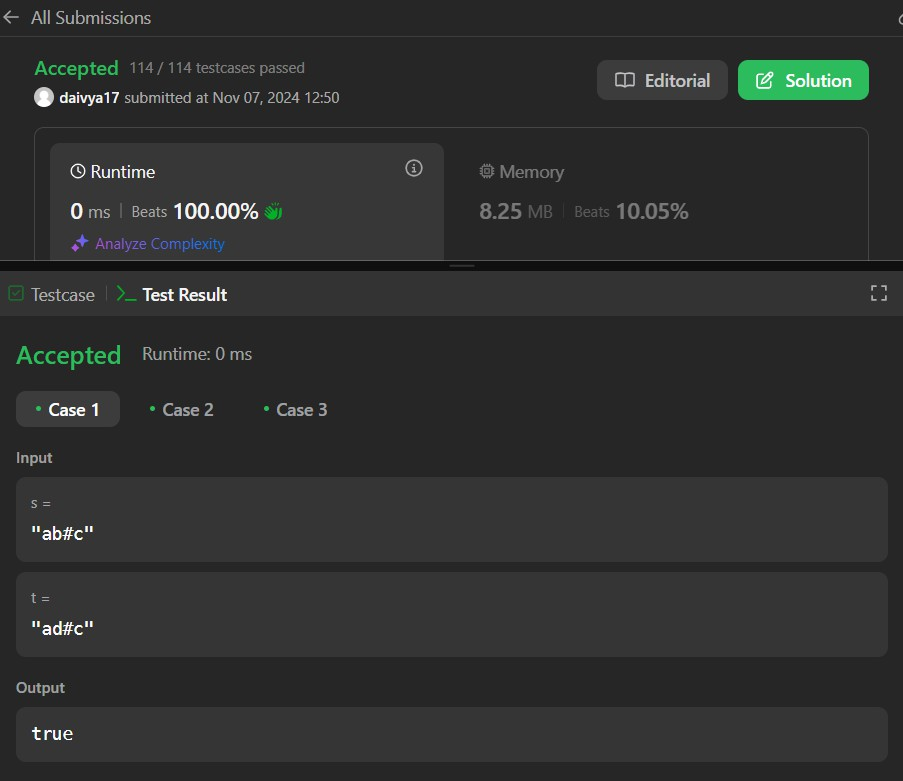 All Submissions
Accepted 114 / 114 testcases passed
daivya17 submitted at Nov 07, 2024 12:50
Editorial
Solution
Runtime
0 ms | Beats 100.00%
Analyze Complexity
Memory
8.25 MB | Beats 10.05%
Testcase | Test Result
Accepted Runtime: 0 ms
• Case 1 • Case 2 • Case 3
Input
s =
"ab#c"
t =
"ad#c"
Output
true